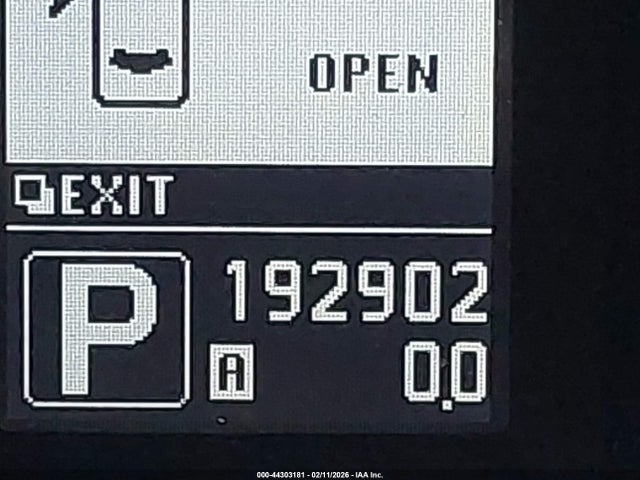 OPEN
EXIT
P
192902
A
0.0
000-44303181 - 02/11/2026 - IAA Inc.